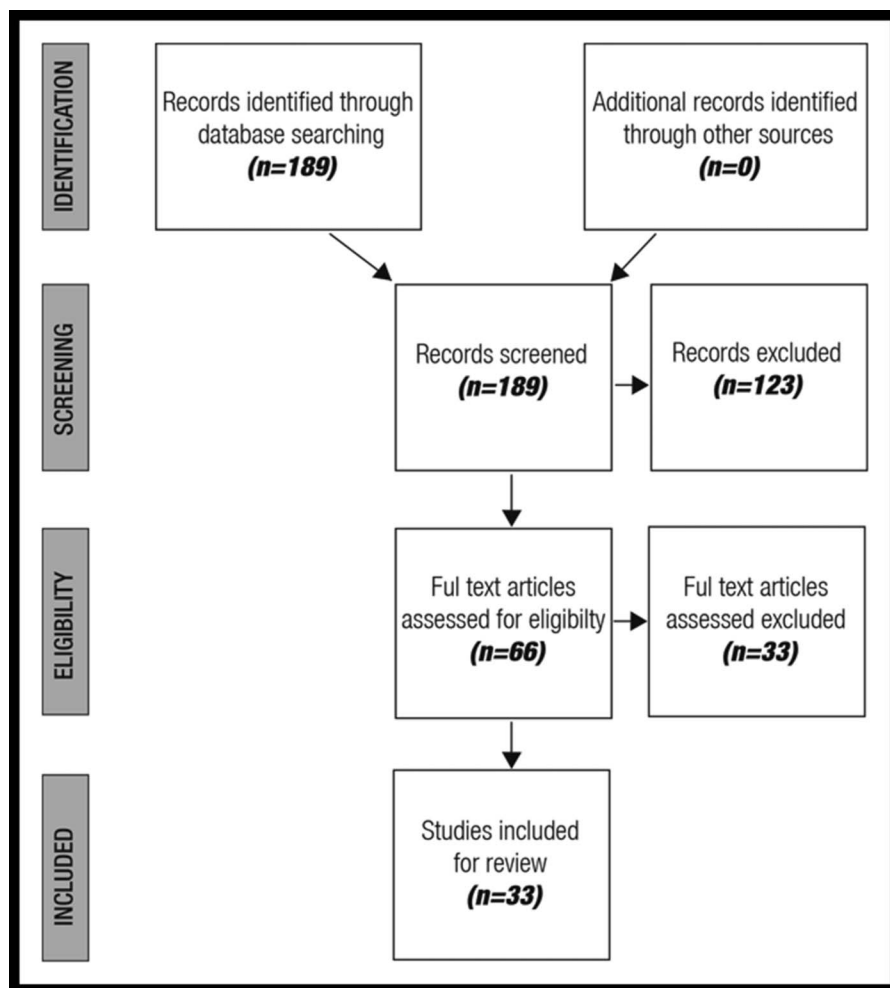 IDENTIFICATION
Records identified through
database searching
(n=189)
Additional records identified
through other sources
(n=0)
SCREENING
Records screened
(n=189)
Records excluded
(n=123)
ELIGIBILITY
Ful text articles
assessed for eligibilty
(n=66)
Ful text articles
assessed excluded
(n=33)
INCLUDED
Studies included
for review
(n=33)